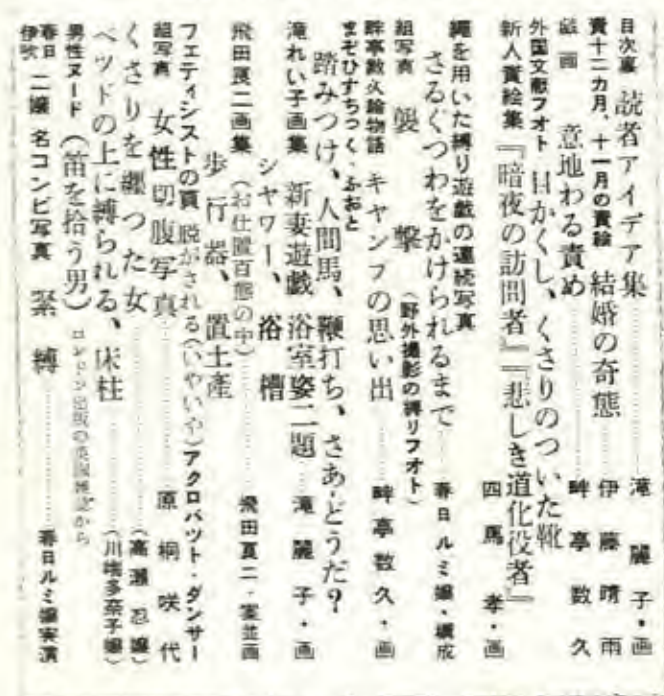 目次裏 読者アイデア集……滝麗子・画
責十二カ月、十一月の責絵 結婚の奇態……伊藤晴雨
戯画 意地わる責め……畔亭数久
外国文献フオト 目かくし、くさりのついた靴
新人責絵集 『暗夜の訪問者』『悲しき道化役者』……四馬孝・画
縄を用いた縛り遊戯の連続写真
さるぐつわをかけられるまで……春日ルミ嬢・構成
組写真 襲撃（野外撮影の縛りフオト）
畔亭数久絵物話 キャンプの思い出……畔亭数久・画
まぞひすちつく・ふおと
踏みつけ、人間馬、鞭打ち、さあ・どうだ？
滝れい子画集 新妻遊戯 浴室姿二題……滝麗子・画
シヤワー、浴槽
飛田夏二画集（お仕置百態の中）……飛田夏二・案並画
歩行器、置土産
フェティシストの頁 脱がされる（いやいや）アクロバツト・ダンサー
組写真 女性切腹写真……原桐咲代
くさりを纏つた女……（高瀬忍嬢）
ベッドの上に縛られる、床柱……（川端多奈子嬢）
男性ヌード（笛を拾う男）ロンドン出版の英国雑誌から
春日 伊吹 二嬢 名コンビ写真 緊縛……春日ルミ嬢実演